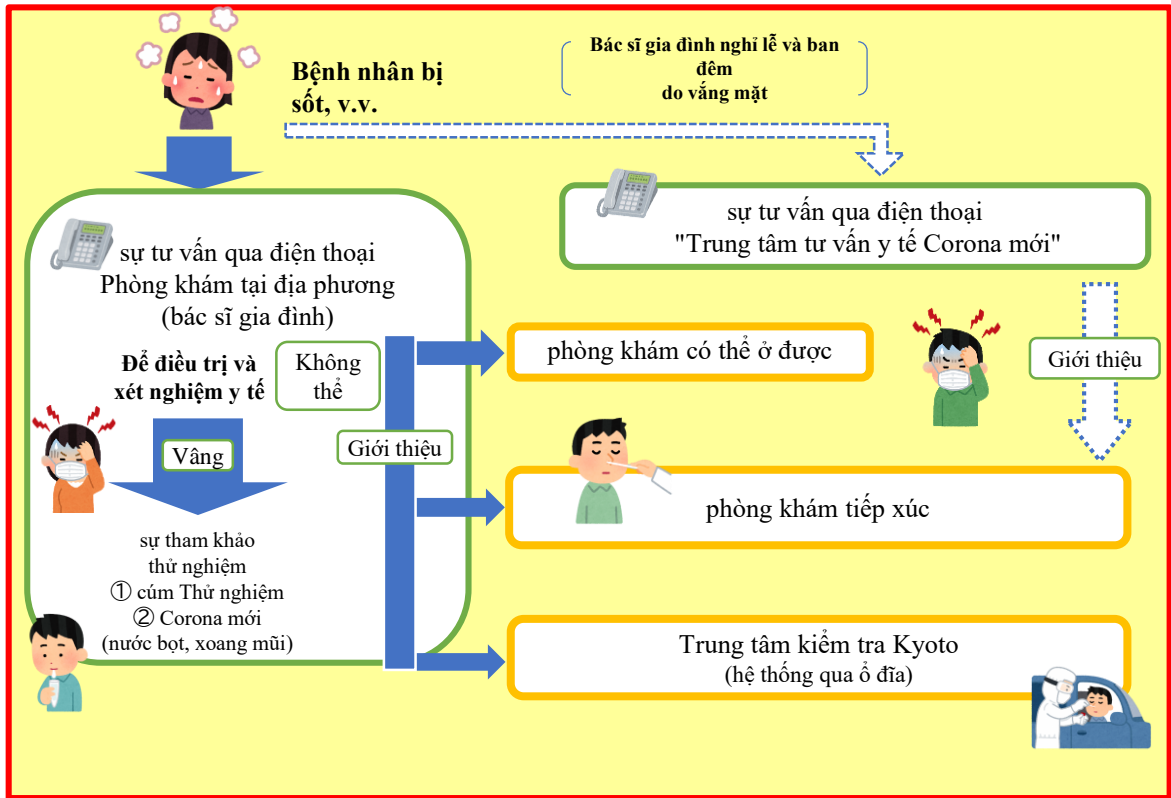 Bệnh nhân bị
sốt, v.v.
Bác sĩ gia đình nghỉ lễ và ban
đêm
do vắng mặt
sự tư vấn qua điện thoại
Phòng khám tại địa phương
(bác sĩ gia đình)
Để điều trị và
xét nghiệm y tế
Không
thể
Vâng
Giới thiệu
sự tham khảo
thử nghiệm
① cúm Thử nghiệm
② Corona mới
(nước bọt, xoang mũi)
sự tư vấn qua điện thoại
"Trung tâm tư vấn y tế Corona mới"
Giới thiệu
phòng khám có thể ở được
phòng khám tiếp xúc
Trung tâm kiểm tra Kyoto
(hệ thống qua ổ đĩa)